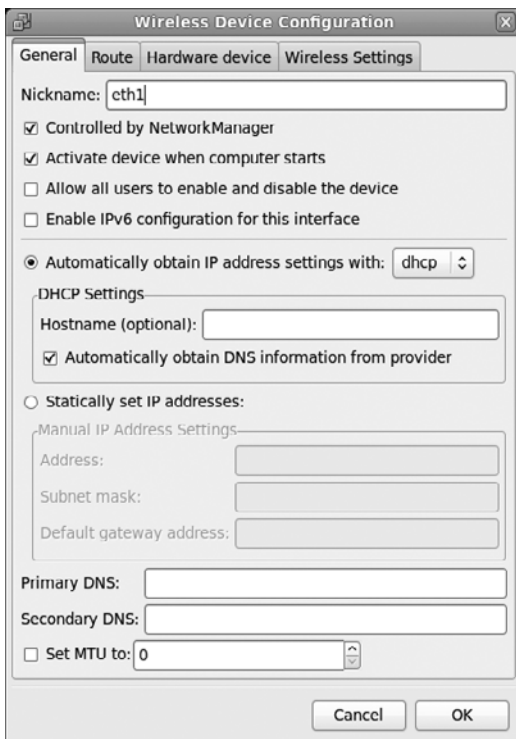 Wireless Device Configuration
General Route Hardware device Wireless Settings
Nickname: eth1
Controlled by NetworkManager
Activate device when computer starts
Allow all users to enable and disable the device
Enable IPv6 configuration for this interface
Automatically obtain IP address settings with: dhcp
DHCP Settings
Hostname (optional):
Automatically obtain DNS information from provider
Statically set IP addresses:
Manual IP Address Settings
Address:
Subnet mask:
Default gateway address:
Primary DNS:
Secondary DNS:
Set MTU to: 0
Cancel OK